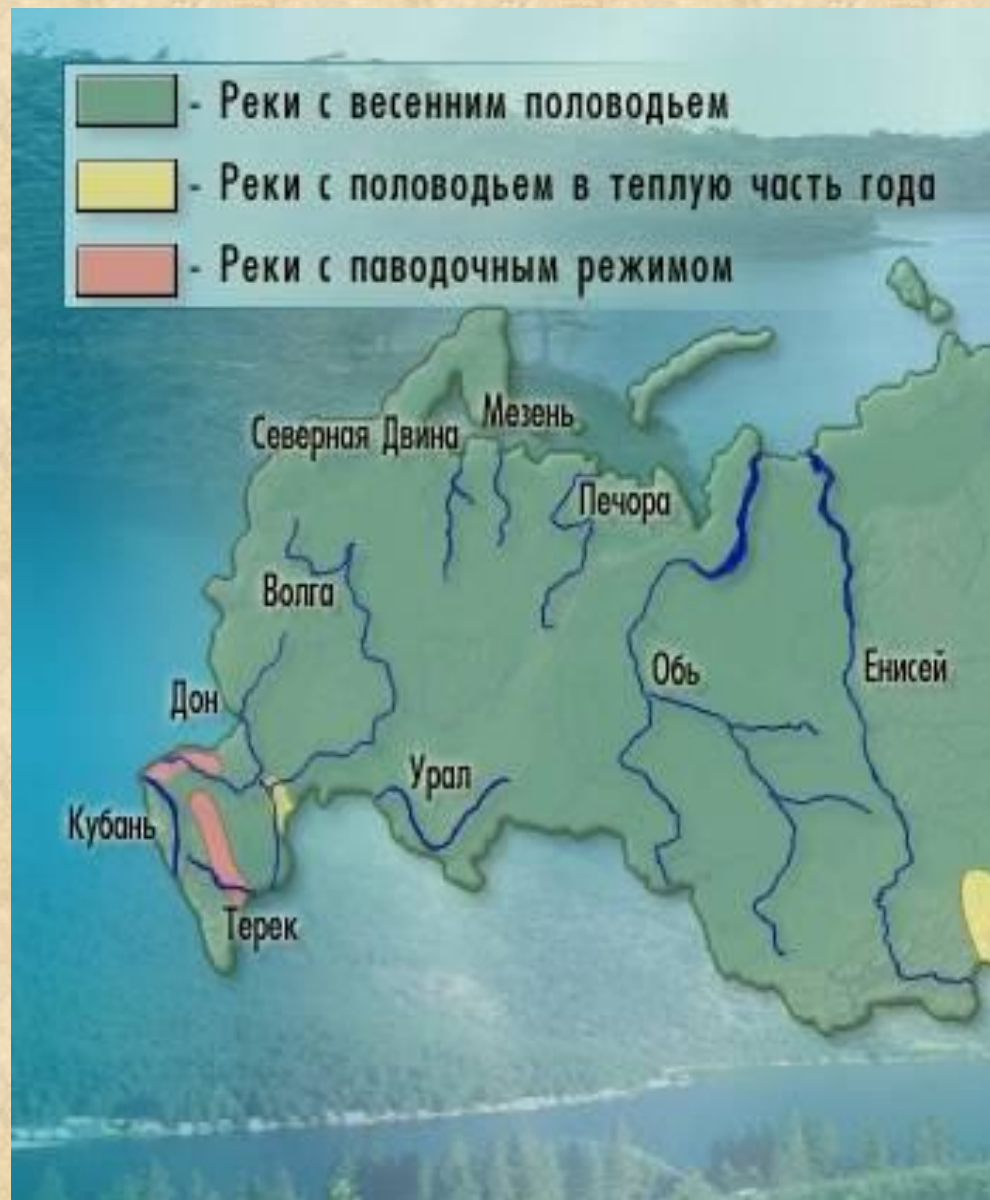 - Реки с весенним половодьем
- Реки с половодьем в теплую часть года
- Реки с паводочным режимом
Мезень
Северная Двина
Печора
Волга
Обь
Енисей
Дон
Урал
Кубань
Терек